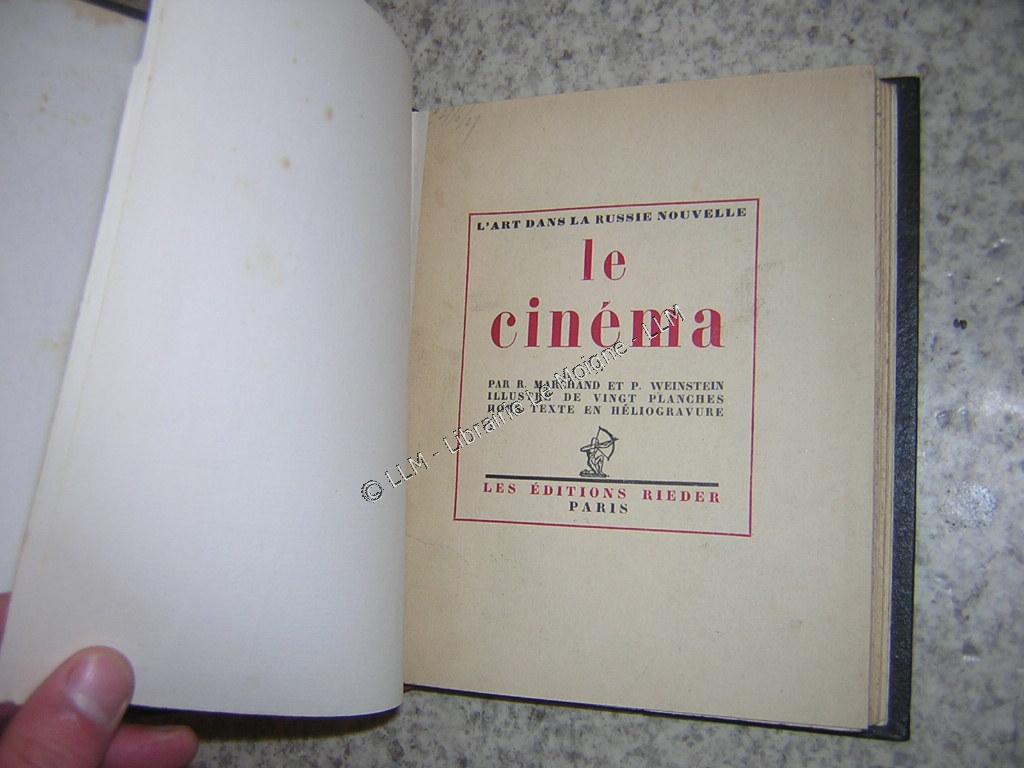 L'ART DANS LA RUSSIE NOUVELLE
le
cinéma
PAR R. MARCHAND ET P. WEINSTEIN
ILLUSTRÉ DE VINGT PLANCHES
HORS TEXTE EN HÉLIOGRAVURE
LES ÉDITIONS RIEDER
PARIS
© LLM - Librairie Le Moigne - LLM